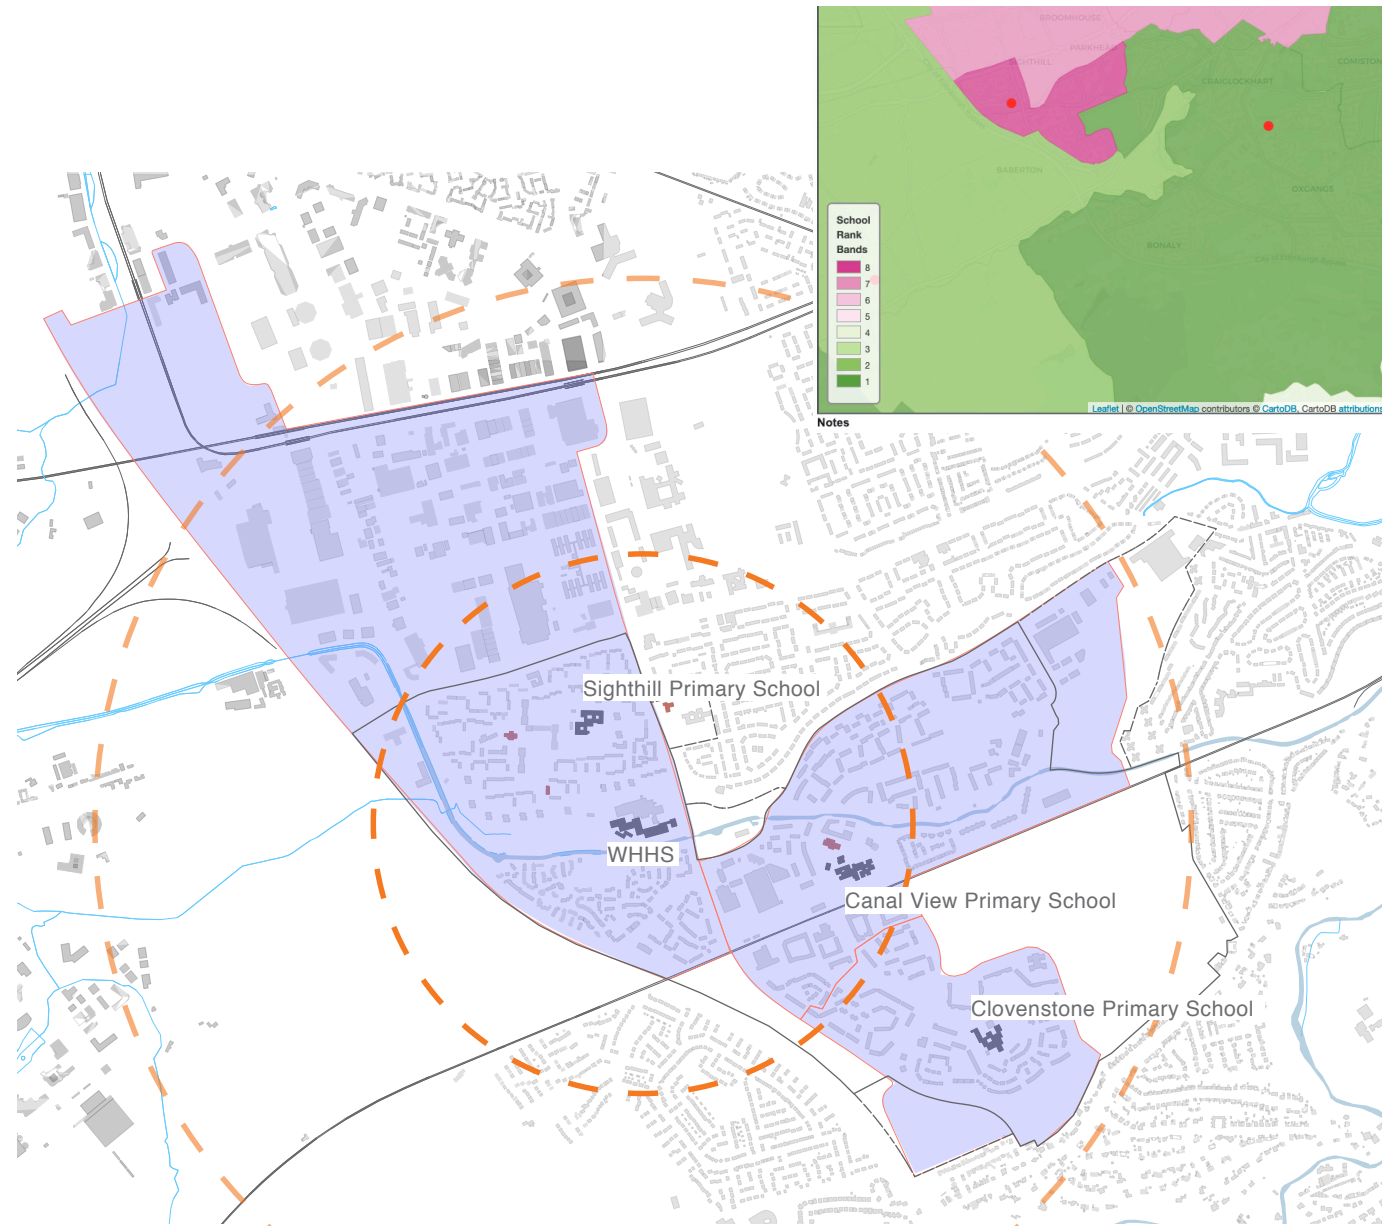 BROOMHOUSE
PARKHEAD
SIGHTHILL
CRAIGLOCKHART
COMISTON
BABERTON
OXGANGS
BONALY
School
Rank
Bands
8
7
6
5
4
3
2
1
Leaflet | © OpenStreetMap contributors © CartoDB, CartoDB attributions
Notes
Sighthill Primary School
WHHS
Canal View Primary School
Clovenstone Primary School